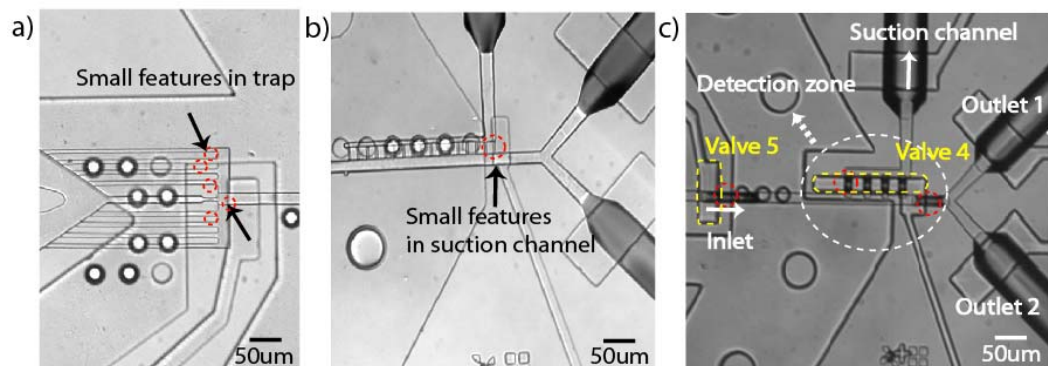 a)
Small features in trap
50um
b)
Small features
in suction channel
50um
c)
Suction channel
Detection zone
Outlet 1
Valve 5
Valve 4
Inlet
Outlet 2
50um